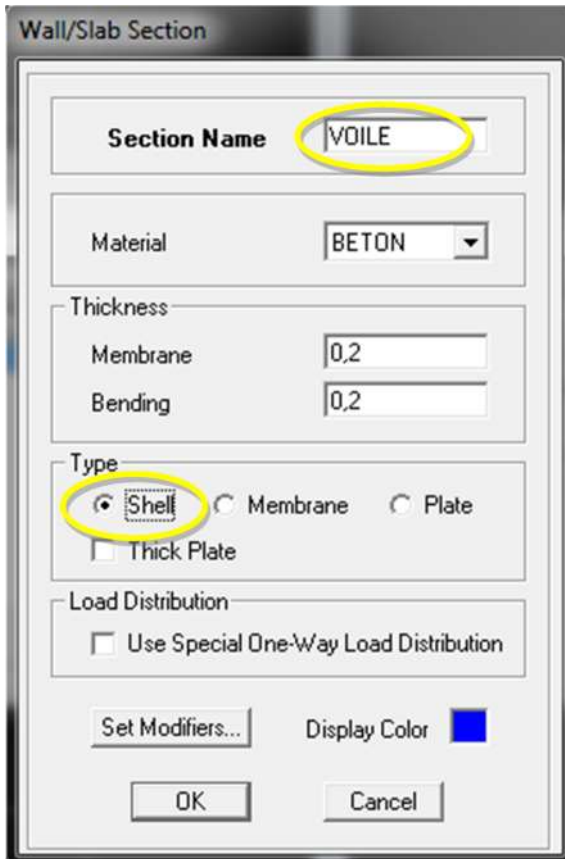 Wall/Slab Section
Section Name VOILE
Material BETON
Thickness
Membrane 0,2
Bending 0,2
Type
Shell Membrane Plate
Thick Plate
Load Distribution
Use Special One-Way Load Distribution
Set Modifiers... Display Color
OK Cancel